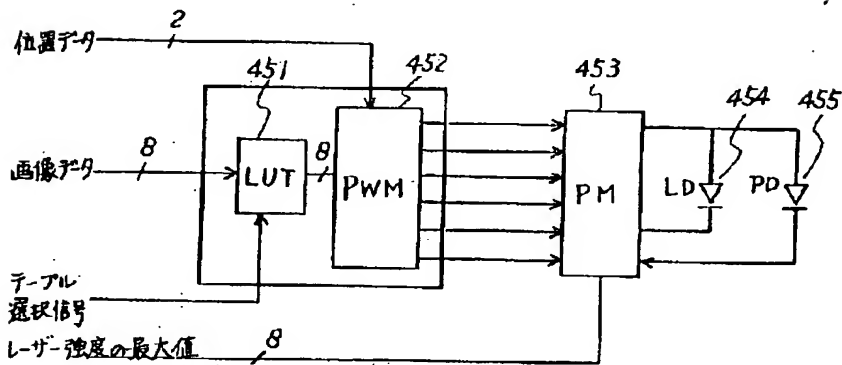 位置データ
2
451
452
453
454
455
画像データ
8
LUT
8
PWM
PM
LD
PD
テーブル
選択信号
レーザー強度の最大値
8